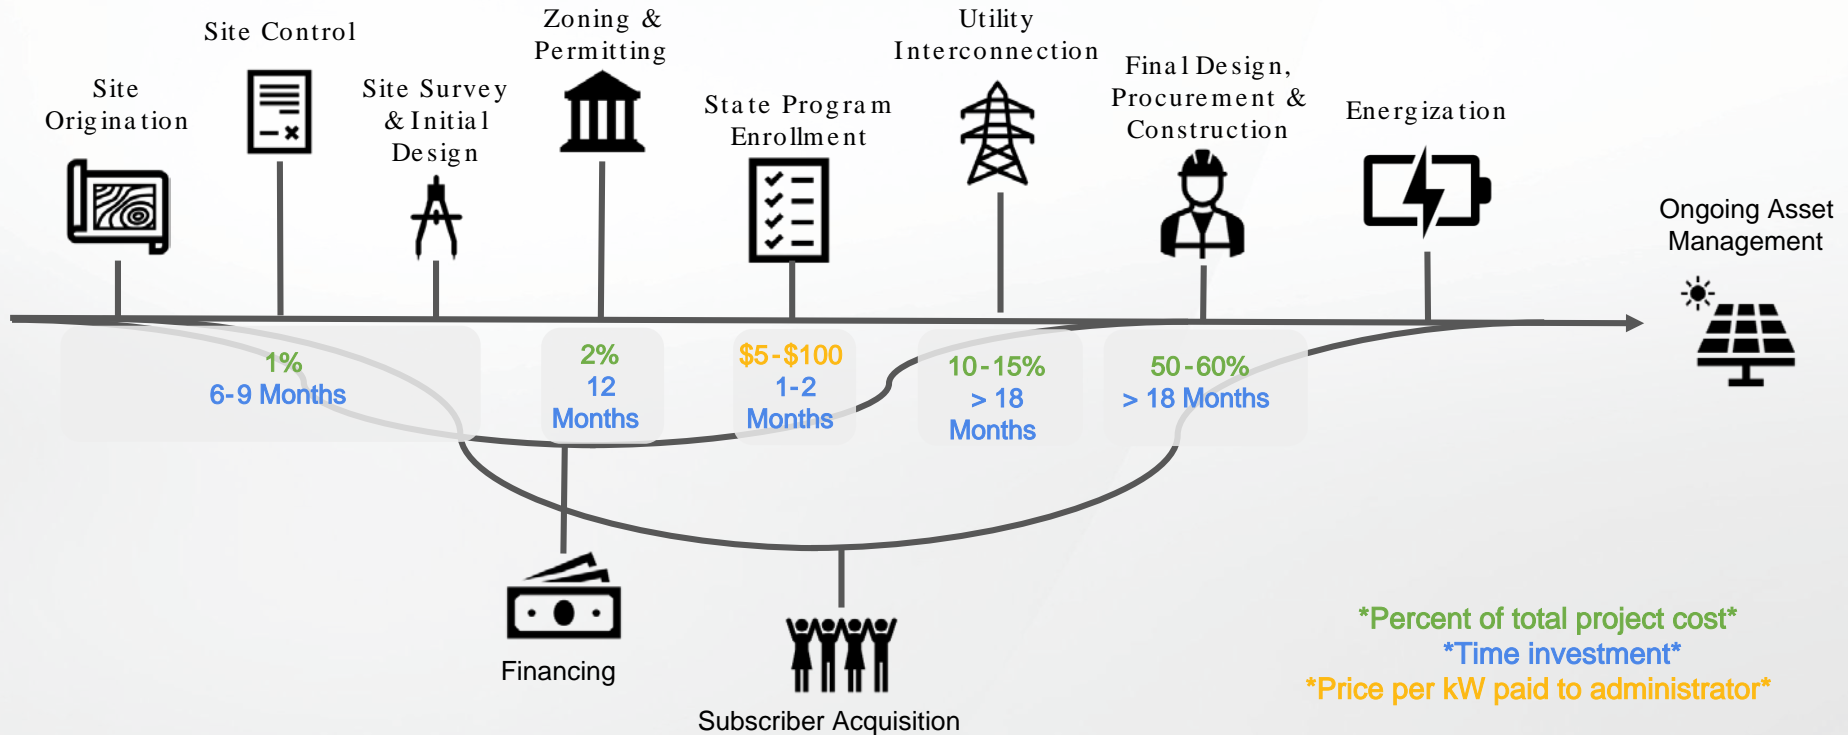 Site
Origination
Site Control
Site Survey
& Initial
Design
Zoning &
Permitting
State Program
Enrollment
Utility
Interconnection
Final Design,
Procurement &
Construction
Energization
Ongoing Asset
Management
1%
6-9 Months
2%
12
Months
$5-$100
1-2
Months
10-15%
> 18
Months
50-60%
> 18 Months
Financing
Subscriber Acquisition
*Percent of total project cost*
*Time investment*
*Price per kW paid to administrator*